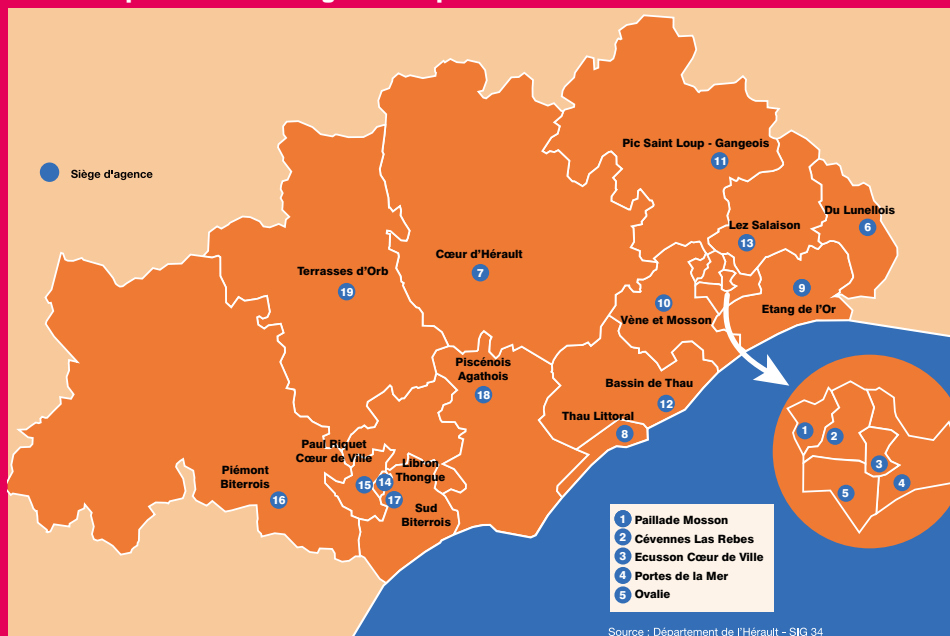 Siège d'agence
Pic Saint Loup - Gangeois
11
Du Lunellois
6
Lez Salaison
13
Cœur d'Hérault
7
Terrasses d'Orb
19
9
Etang de l'Or
10
Vène et Mosson
Piscénois
Agathois
18
Bassin de Thau
12
Thau Littoral
8
Paul Riquet
Cœur de Ville
15
14
Libron
Thongue
17
Sud
Biterrois
Piémont
Biterrois
16
1
2
3
4
5
1 Paillade Mosson
2 Cévennes Las Rebes
3 Ecusson Cœur de Ville
4 Portes de la Mer
5 Ovalie
Source : Département de l'Hérault - SIG 34